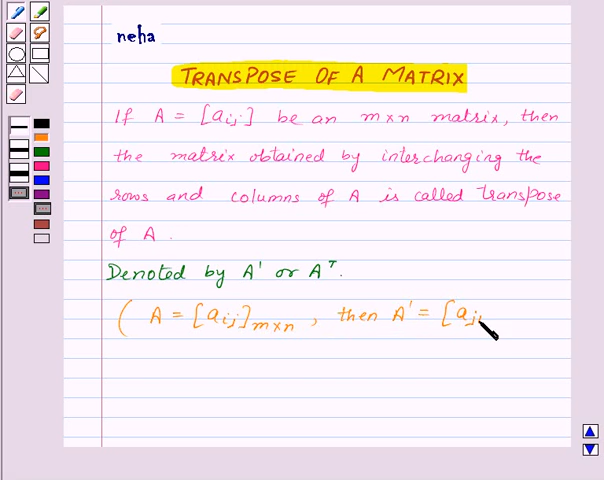 neha
TRANSPOSE OF A MATRIX
If A = [aij] be an m×n matrix, then
the matrix obtained by interchanging the
rows and columns of A is called transpose
of A.
Denoted by A' or Aᵀ.
( A = [aij]m×n , then A' = [aj